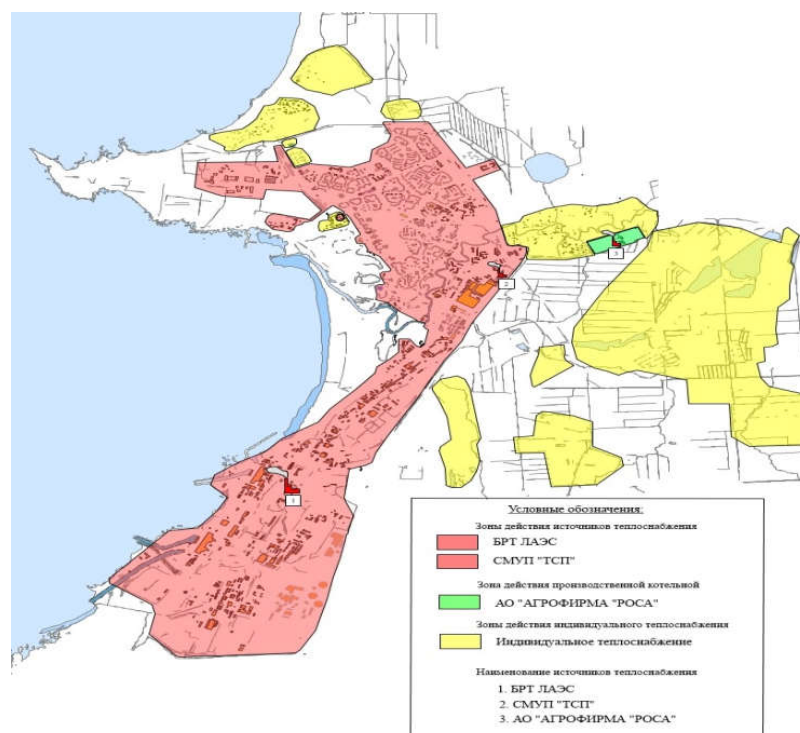 2
3
1
Условные обозначения:
Зоны действия источников теплоснабжения
БРТ ЛАЭС
СМУП "ТСП"
Зона действия производственной котельной
АО "АГРОФИРМА "РОСА"
Зоны действия индивидуального теплоснабжения
Индивидуальное теплоснабжение
Наименование источников теплоснабжения
1. БРТ ЛАЭС
2. СМУП "ТСП"
3. АО "АГРОФИРМА "РОСА"